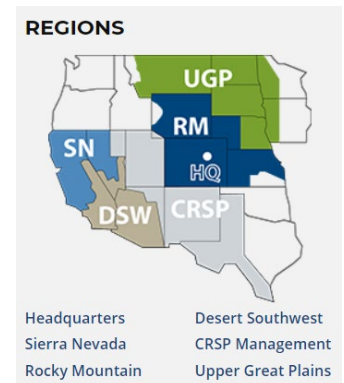 REGIONS
UGP
RM
SN
HQ
DSW
CRSP
Headquarters
Desert Southwest
Sierra Nevada
CRSP Management
Rocky Mountain
Upper Great Plains